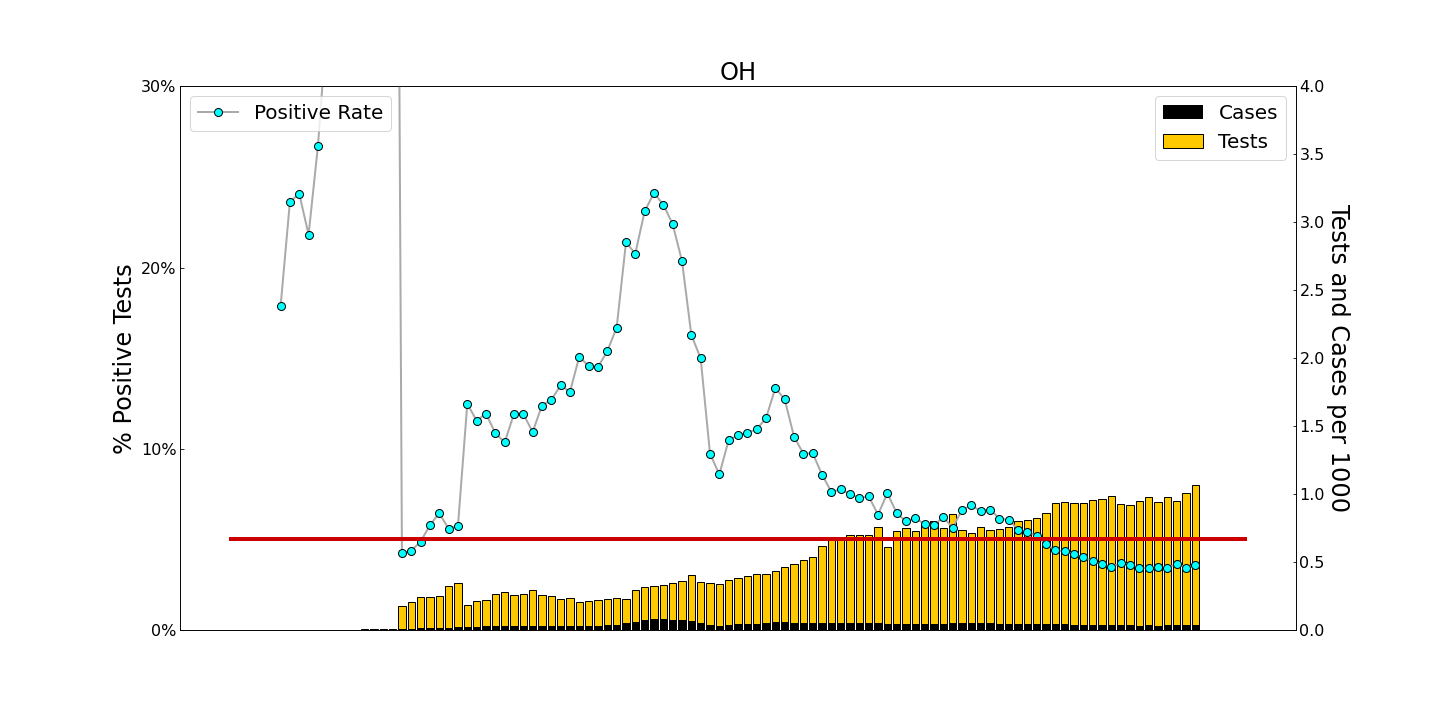 OH
Positive Rate
Cases
Tests
% Positive Tests
30%
20%
10%
0%
4.0
3.5
3.0
2.5
2.0
1.5
1.0
0.5
0.0
Tests and Cases per 1000